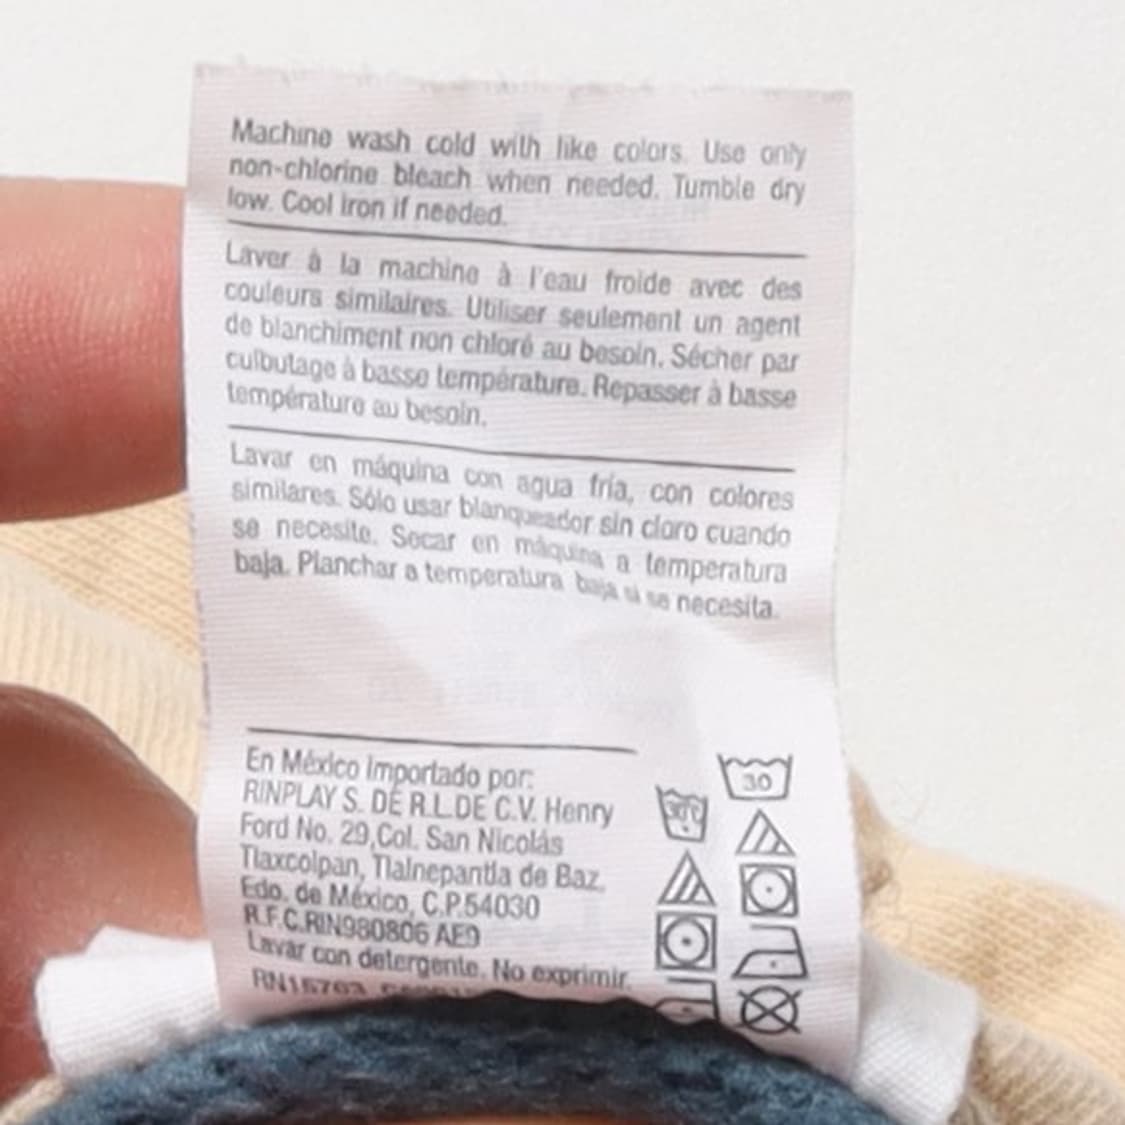 Machine wash cold with like colors. Use only
non-chlorine bleach when needed. Tumble dry
low. Cool iron if needed.
Laver à la machine à l'eau froide avec des
couleurs similaires. Utiliser seulement un agent
de blanchiment non chloré au besoin. Sécher par
culbutage à basse température. Repasser à basse
température au besoin.
Lavar en máquina con agua fría, con colores
similares. Sólo usar blanqueador sin cloro cuando
se necesite. Secar en máquina a temperatura
baja. Planchar a temperatura baja si se necesita.
En México importado por:
RINPLAY S. DE R.L.DE C.V. Henry
Ford No. 29,Col. San Nicolás
Tlaxcolpan, Tlalnepantla de Baz,
Edo. de México, C.P.54030
R.F.C.RIN980806 AE9
Lavar con detergente. No exprimir.
RN15763
30
30°C